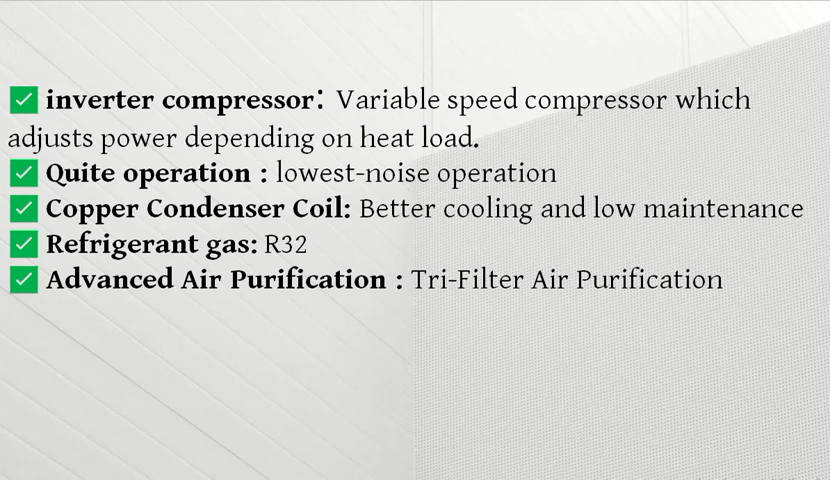 ✅ inverter compressor: Variable speed compressor which
adjusts power depending on heat load.
✅ Quite operation : lowest-noise operation
✅ Copper Condenser Coil: Better cooling and low maintenance
✅ Refrigerant gas: R32
✅ Advanced Air Purification : Tri-Filter Air Purification